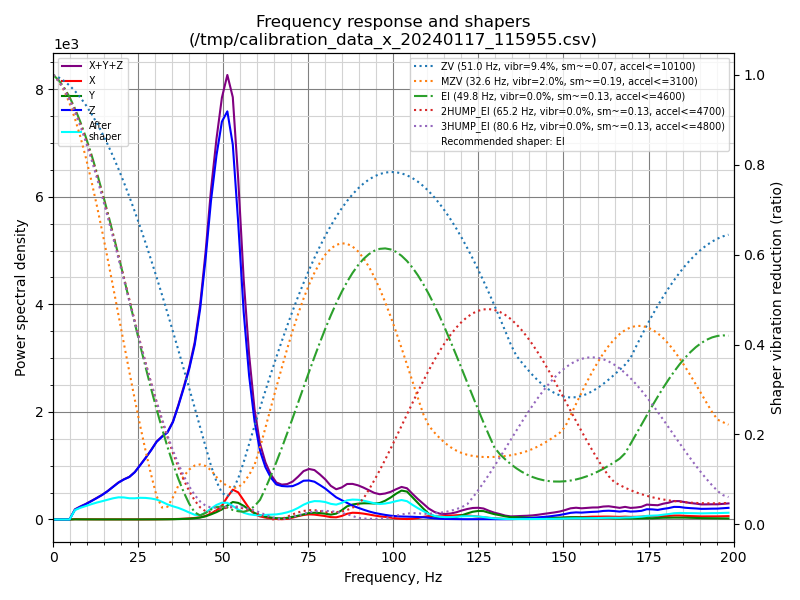 Frequency response and shapers
(/tmp/calibration_data_x_20240117_115955.csv)
1e3
X+Y+Z
X
Y
Z
After
shaper
ZV (51.0 Hz, vibr=9.4%, sm~=0.07, accel<=10100)
MZV (32.6 Hz, vibr=2.0%, sm~=0.19, accel<=3100)
EI (49.8 Hz, vibr=0.0%, sm~=0.13, accel<=4600)
2HUMP_EI (65.2 Hz, vibr=0.0%, sm~=0.13, accel<=4700)
3HUMP_EI (80.6 Hz, vibr=0.0%, sm~=0.13, accel<=4800)
Recommended shaper: EI
Power spectral density
8
6
4
2
0
1.0
0.8
0.6
0.4
0.2
0.0
Shaper vibration reduction (ratio)
0 25 50 75 100 125 150 175 200
Frequency, Hz